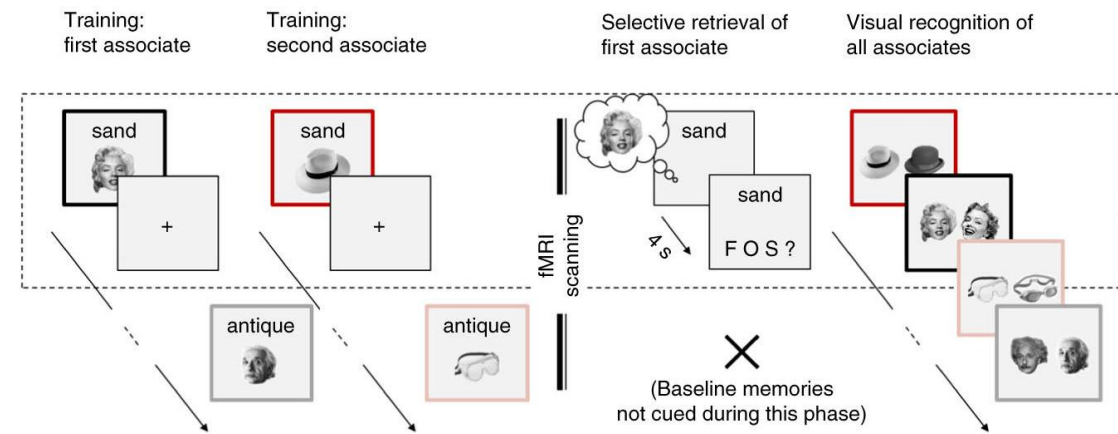 Training:
first associate
Training:
second associate
Selective retrieval of
first associate
Visual recognition of
all associates
sand
+
sand
+
fMRI
scanning
sand
sand
F O S ?
4 s
antique
antique
(Baseline memories
not cued during this phase)